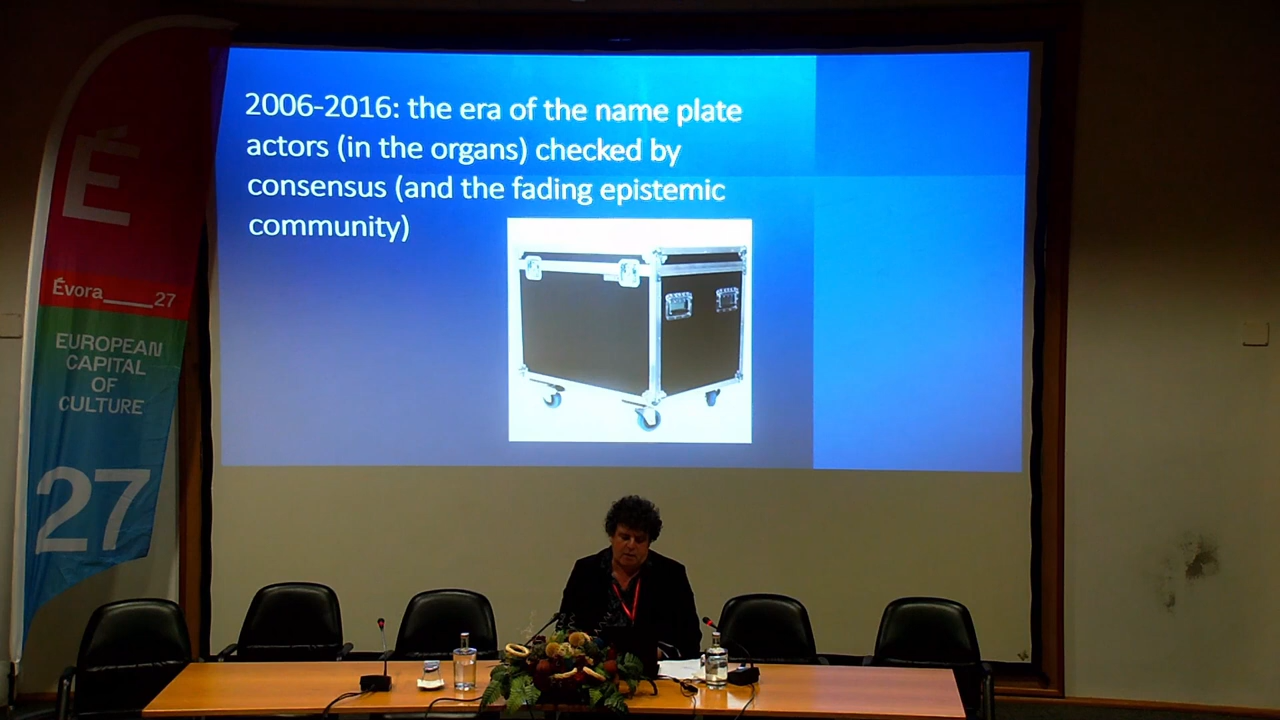 2006-2016: the era of the name plate
actors (in the organs) checked by
consensus (and the fading epistemic
community)
É
Évora____27
EUROPEAN
CAPITAL
OF
CULTURE
27